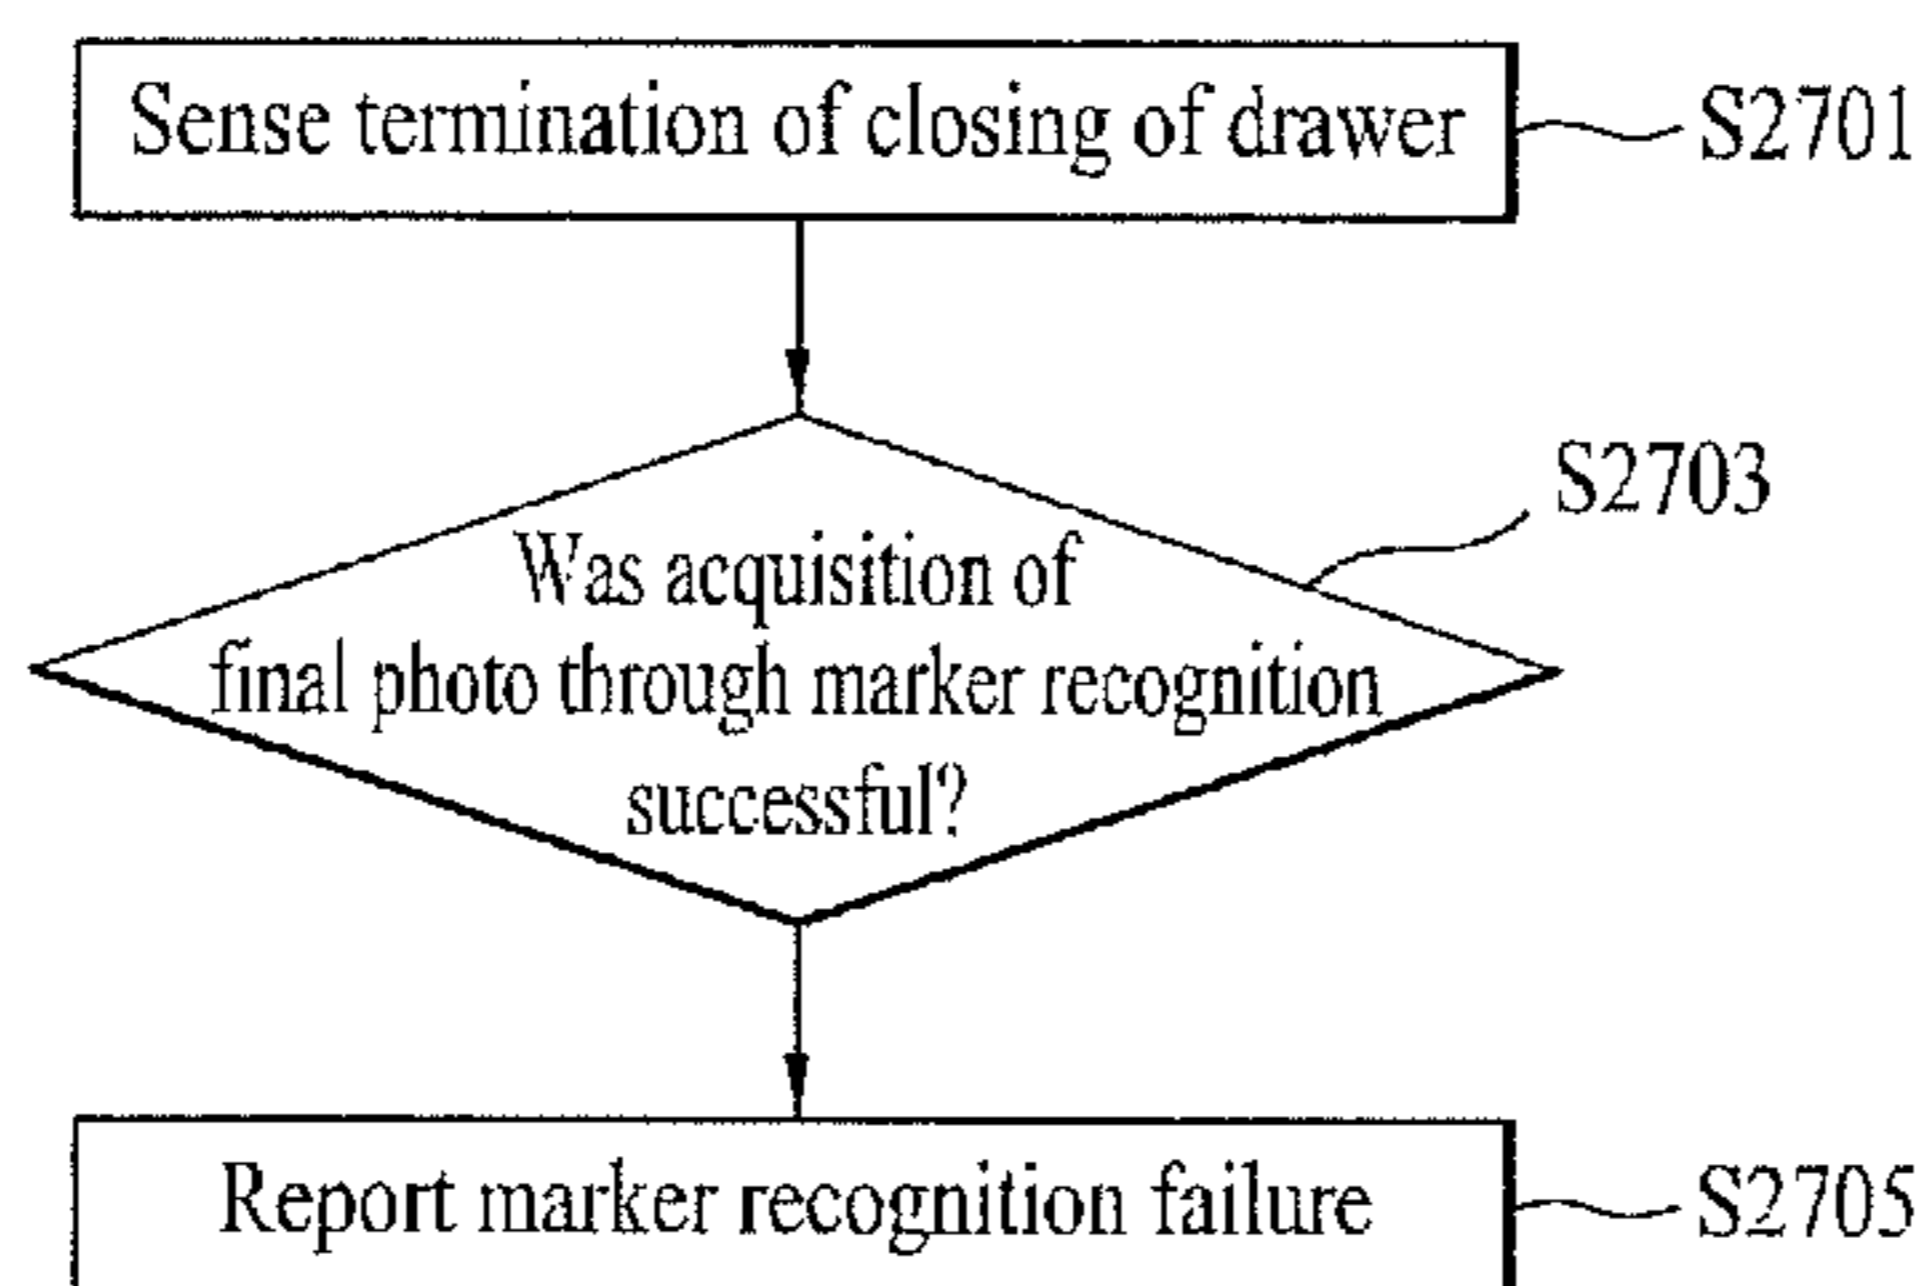 Sense termination of closing of drawer
S2701
S2703
Was acquisition of
final photo through marker recognition
successful?
Report marker recognition failure
S2705